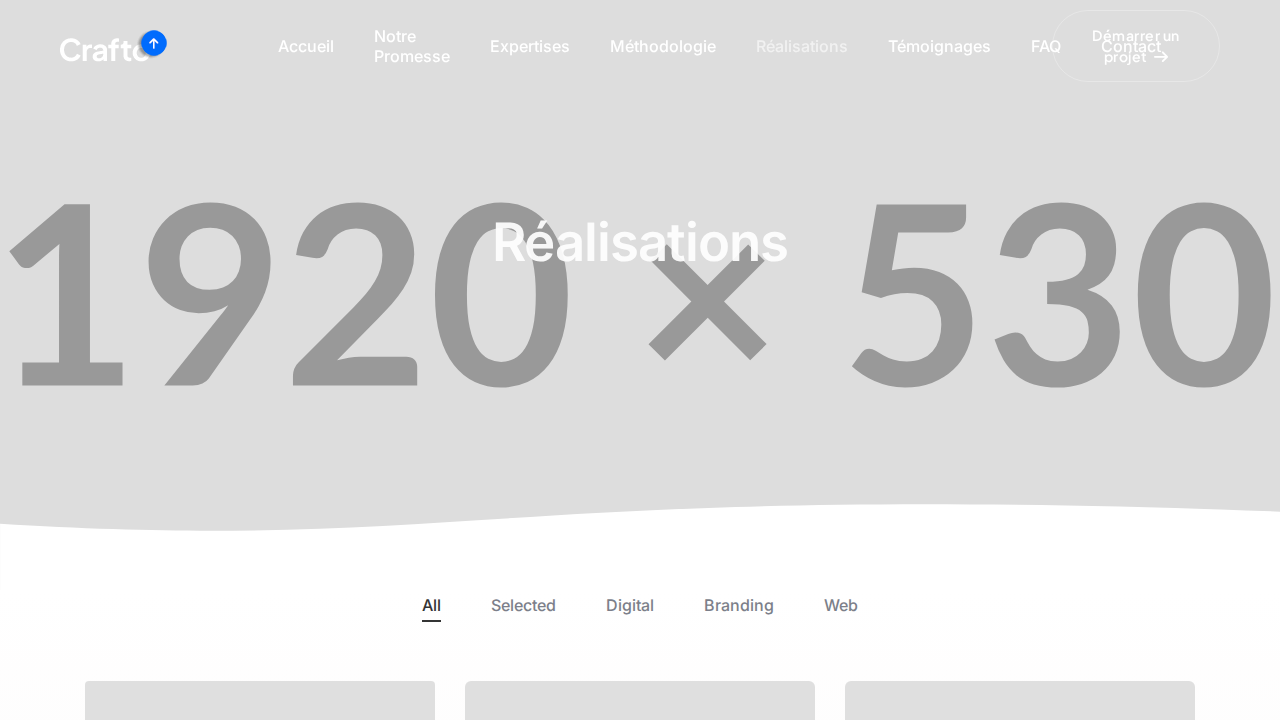 Crafto
Accueil
Notre
Promesse
Expertises
Méthodologie
Réalisations
Témoignages
FAQ
Contact
Démarrer un
projet
1920 × 530
Réalisations
All
Selected
Digital
Branding
Web